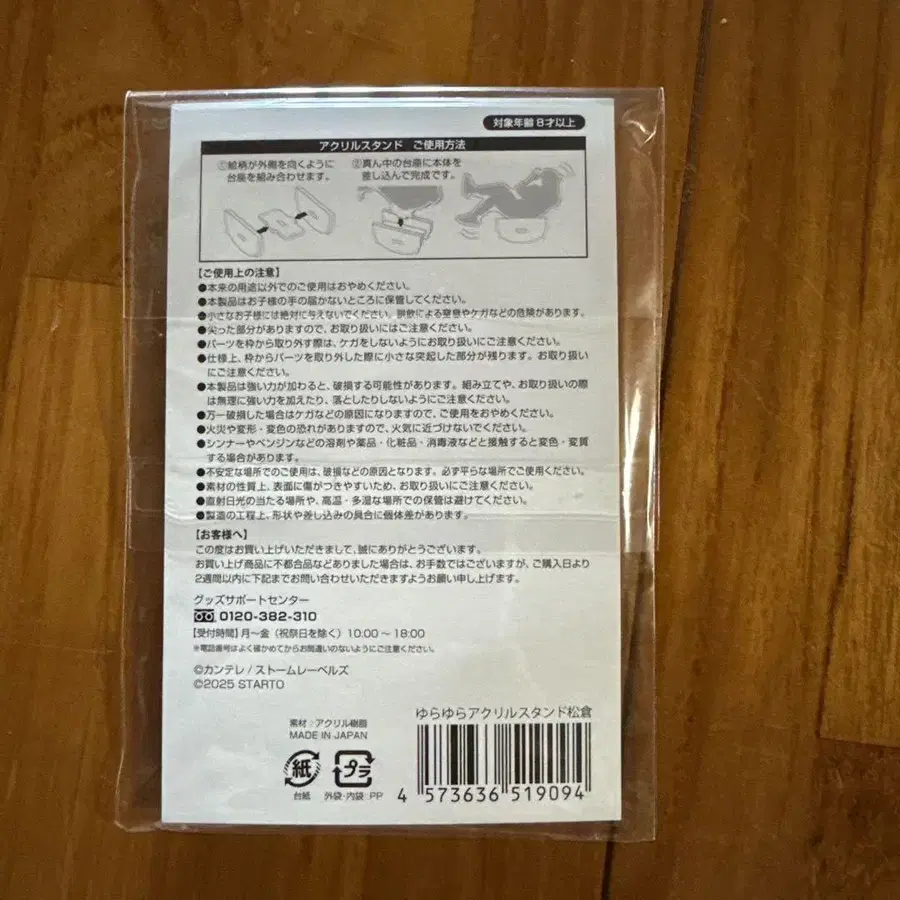 対象年齢8才以上
アクリルスタンド ご使用方法
①絵柄が外側を向くように
台座を組み合わせます。
②真ん中の台座に本体を
差し込んで完成です。
【ご使用上の注意】
●本来の用途以外でのご使用はおやめください。
●本製品はお子様の手の届かないところに保管してください。
●小さなお子様には絶対に与えないでください。誤飲による窒息やケガなどの危険があります。
●尖った部分がありますので、お取り扱いにはご注意ください。
●パーツを枠から取り外す際は、ケガをしないようにお取り扱いにご注意ください。
●仕様上、枠からパーツを取り外した際に小さな突起した部分が残ります。お取り扱い
にご注意ください。
●本製品は強い力が加わると、破損する可能性があります。組み立てや、お取り扱いの際
は無理に強い力を加えたり、落としたりしないようにご注意ください。
●万一破損した場合はケガなどの原因になりますので、ご使用をおやめください。
●火災や変形・変色の恐れがありますので、火気に近づけないでください。
●シンナーやベンジンなどの溶剤や薬品・化粧品・消毒液などと接触すると変色・変質
する場合があります。
●不安定な場所でのご使用は、破損などの原因となります。必ず平らな場所でご使用ください。
●素材の性質上、表面に傷がつきやすいため、お取り扱いにご注意ください。
●直射日光の当たる場所や、高温・多湿な場所での保管は避けてください。
●製造の工程上、形状や差し込みの具合に個体差があります。
【お客様へ】
この度はお買い上げいただきまして、誠にありがとうございます。
お買い上げ商品に不都合品などありました場合は、お手数ではございますが、ご購入日より
2週間以内に下記までお問い合わせいただきますようお願い申し上げます。
グッズサポートセンター
0120-382-310
【受付時間】月〜金（祝祭日を除く）10:00〜18:00
※電話番号はよく確かめてからお間違いのないようにご注意ください。
©カンテレ/ストームレーベルズ
©2025 STARTO
素材：アクリル樹脂
MADE IN JAPAN
ゆらゆらアクリルスタンド松倉
紙
台紙
プラ
外袋・内袋：PP
4 573636 519094